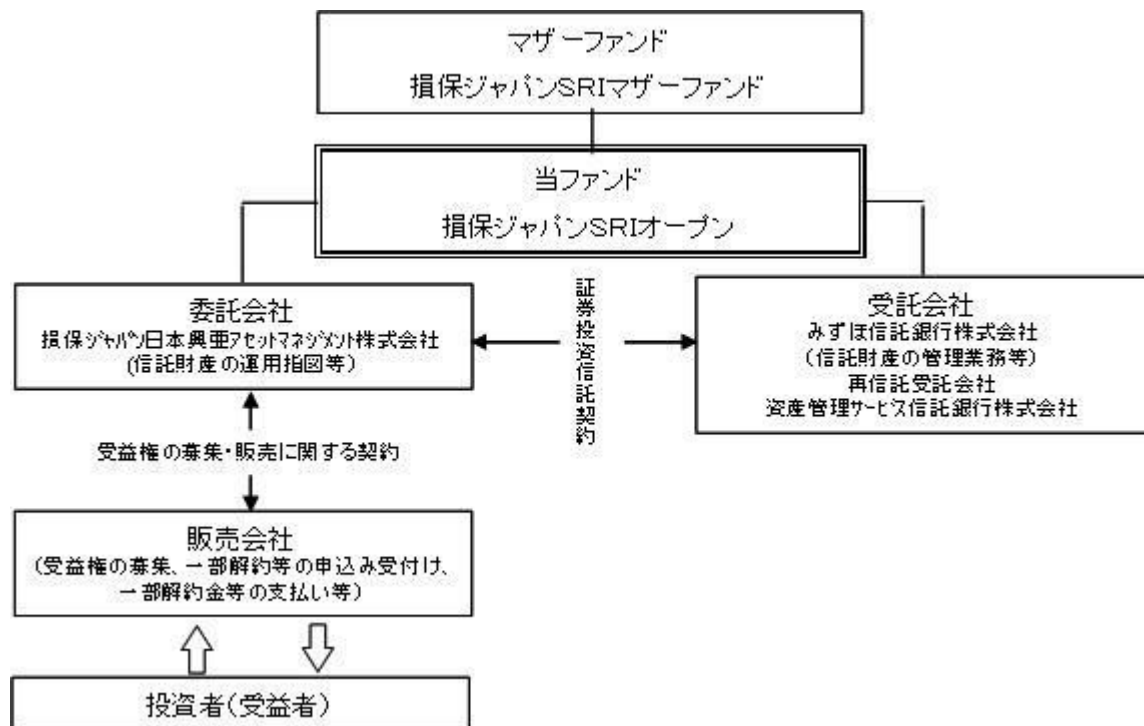 マザーファンド
損保ジャパンSRIマザーファンド
当ファンド
損保ジャパンSRIオープン
委託会社
損保ジャパン日本興亜アセットマネジメント株式会社
(信託財産の運用指図等)
証券投資信託契約
受託会社
みずほ信託銀行株式会社
(信託財産の管理業務等)
再信託受託会社
資産管理サービス信託銀行株式会社
受益権の募集・販売に関する契約
販売会社
(受益権の募集、一部解約等の申込み受付け、
一部解約金等の支払い等)
投資者(受益者)